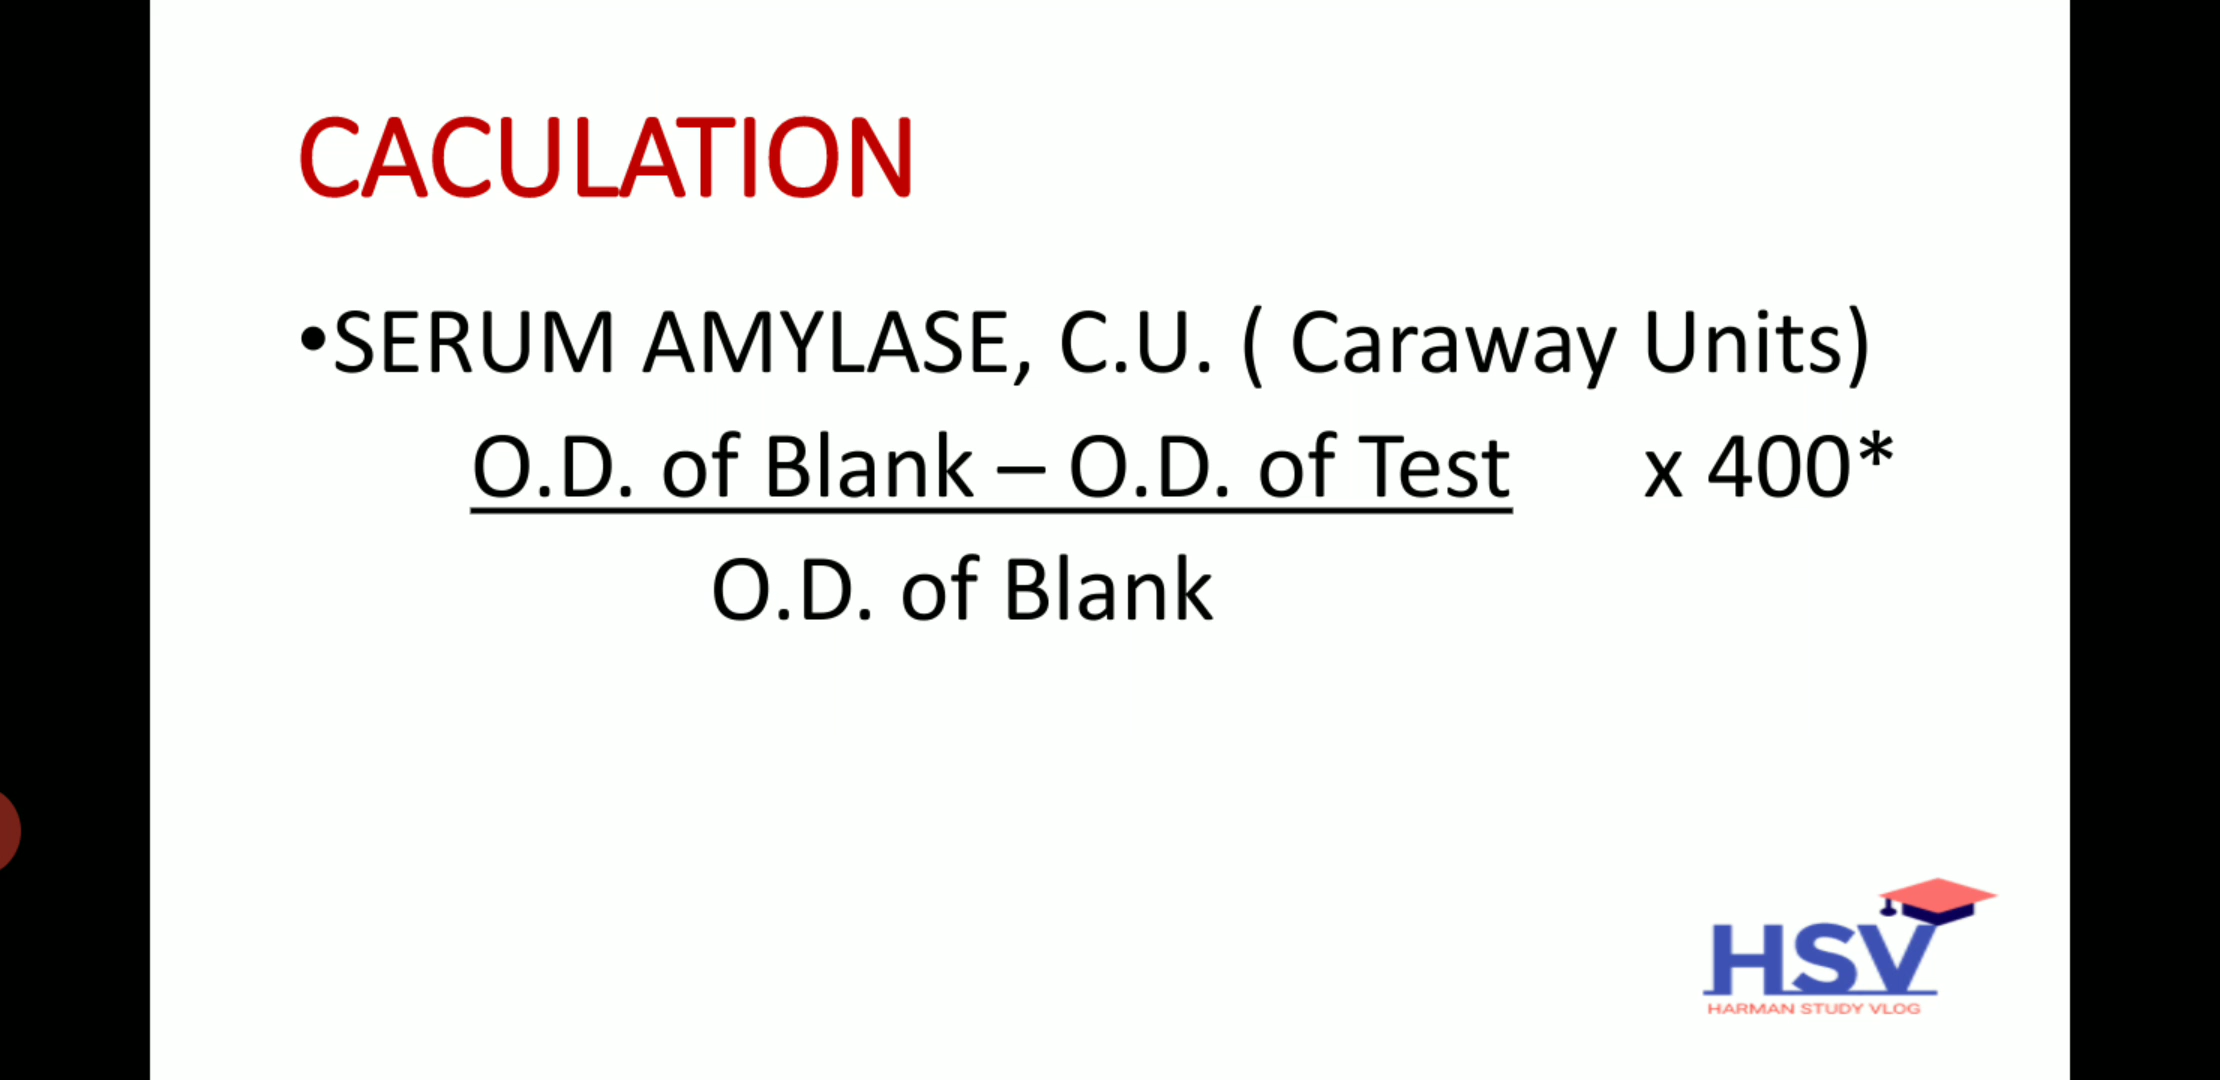 CACULATION
•SERUM AMYLASE, C.U. ( Caraway Units)
O.D. of Blank – O.D. of Test x 400*
O.D. of Blank
HSV
HARMAN STUDY VLOG